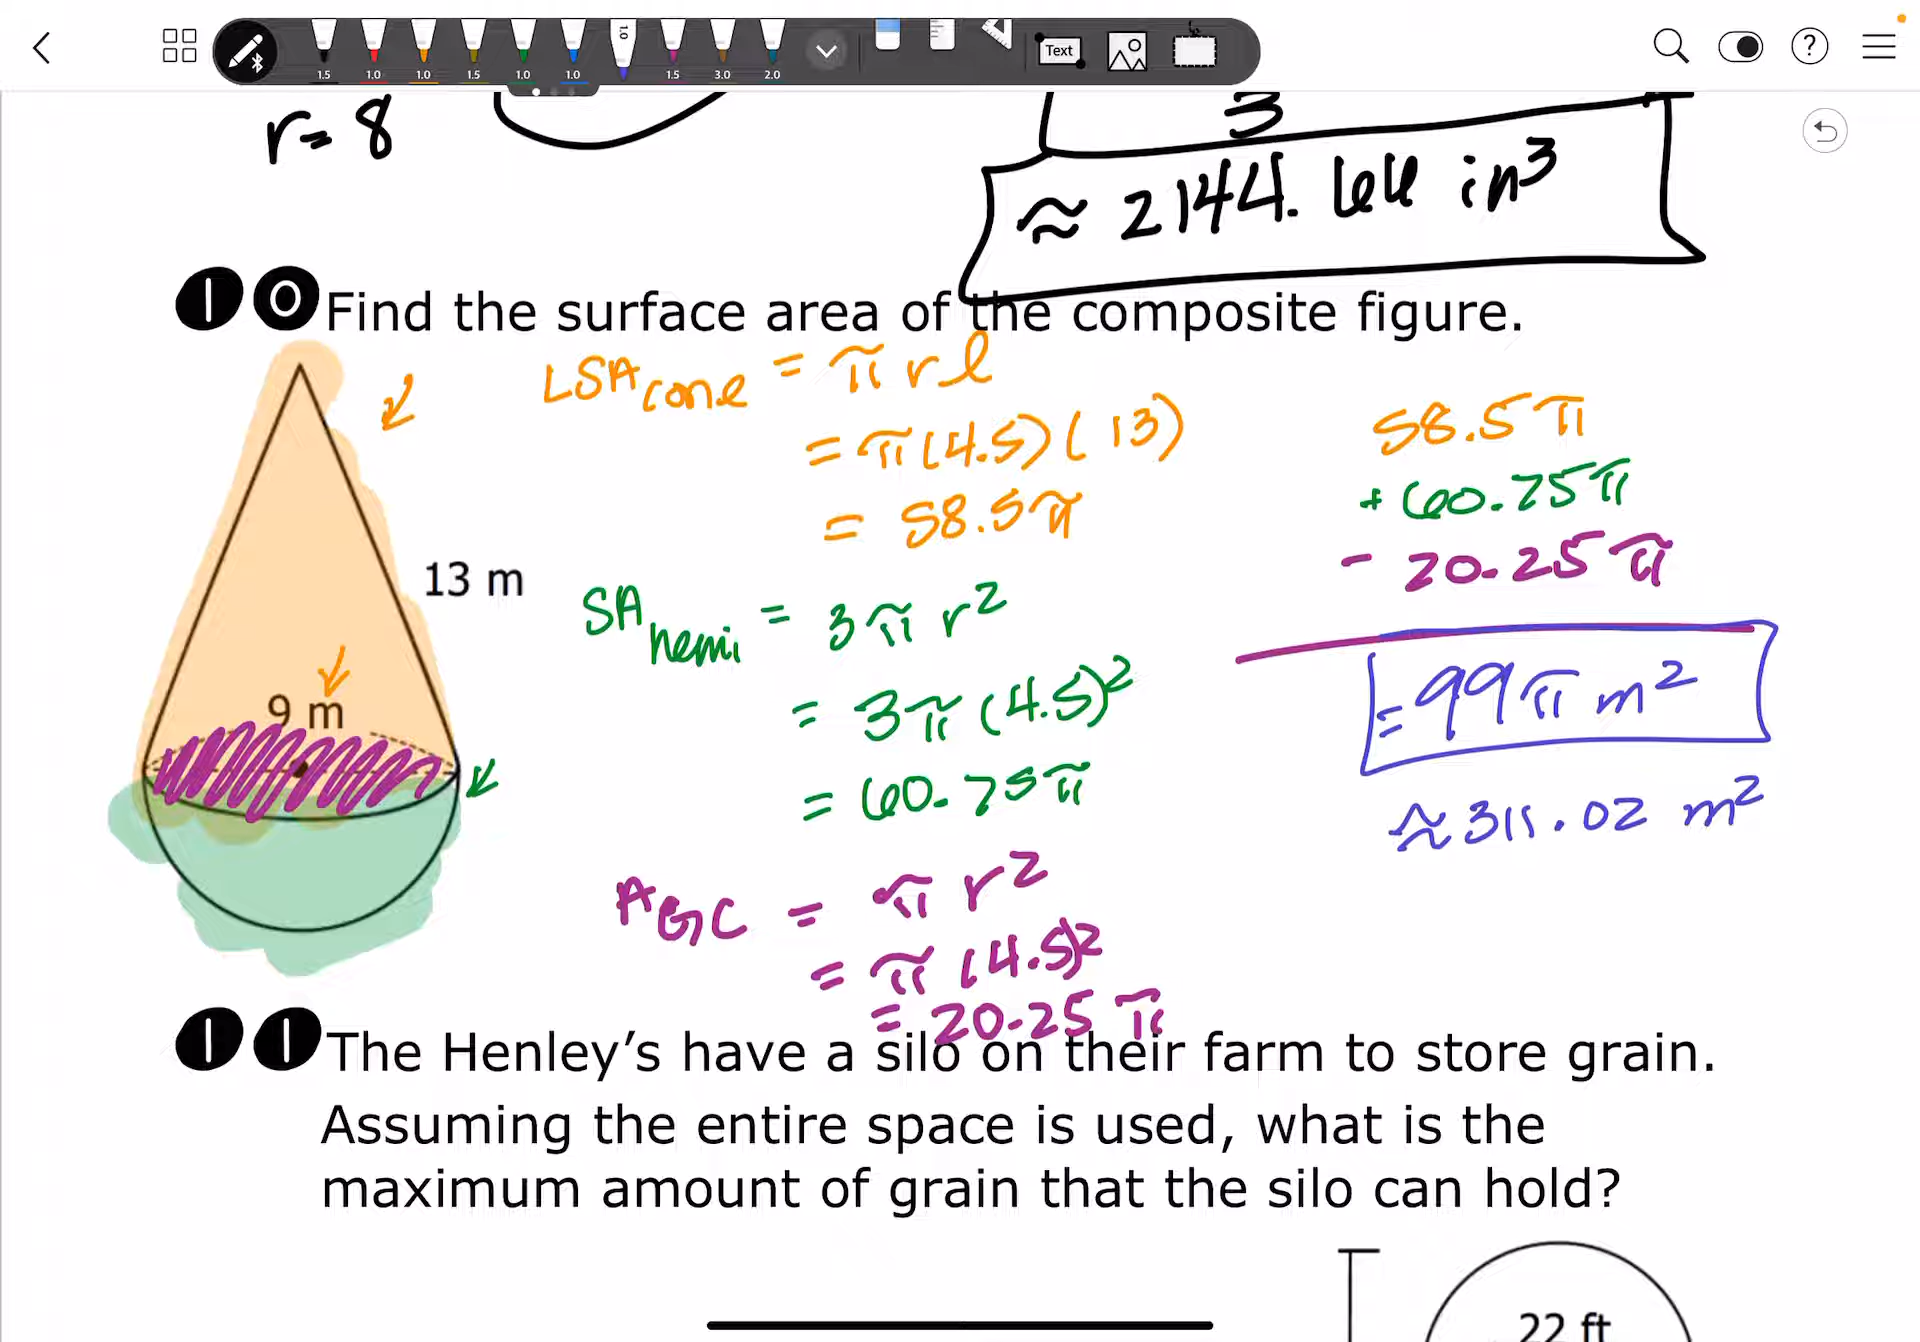 1.5 1.0 1.0 1.5 1.0 1.0 1.0 1.5 3.0 2.0 Text
r = 8
3
≈ 2144.66 in³
10 Find the surface area of the composite figure.
LSA cone = π r l
= π(4.5)(13)
= 58.5π
13 m
9 m
SA hemi = 3π r²
= 3π(4.5)²
= 60.75π
A GC = π r²
= π(4.5)²
= 20.25π
58.5π
+ 60.75π
- 20.25π
= 99π m²
≈ 311.02 m²
11 The Henley’s have a silo on their farm to store grain.
Assuming the entire space is used, what is the
maximum amount of grain that the silo can hold?
22 ft